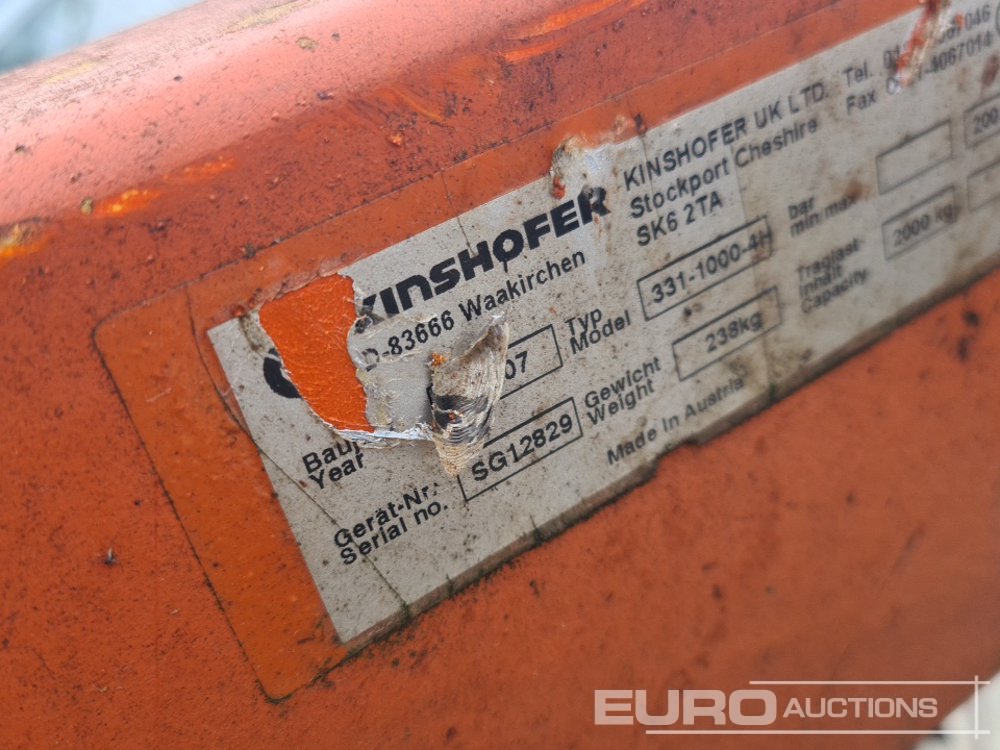 KINSHOFER
D-83666 Waakirchen
KINSHOFER UK LTD.
Stockport Cheshire
SK6 2TA
Tel.
Fax
07
Year
Typ
Model
331-1000-4H
bar
min/max
200
Gerät-Nr.
Serial no.
SG12829
Gewicht
Weight
238kg
Traglast
Inhalt
Capacity
2000 kg
Made in Austria
EURO AUCTIONS